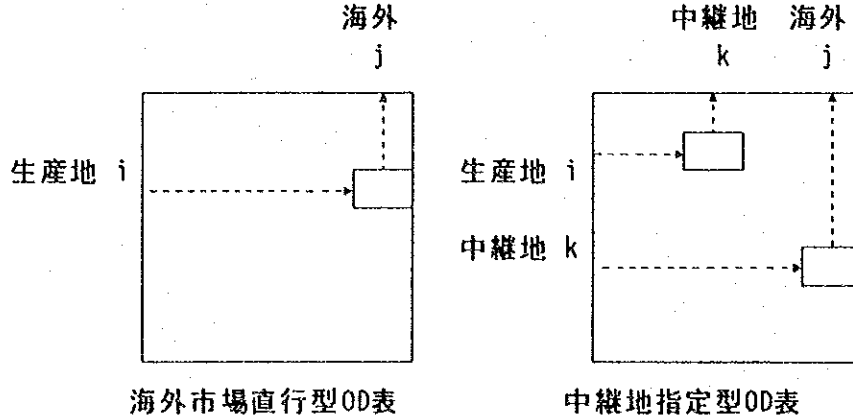 海外
j
生産地 i
海外市場直行型OD表
中継地 海外
k j
生産地 i
中継地 k
中継地指定型OD表